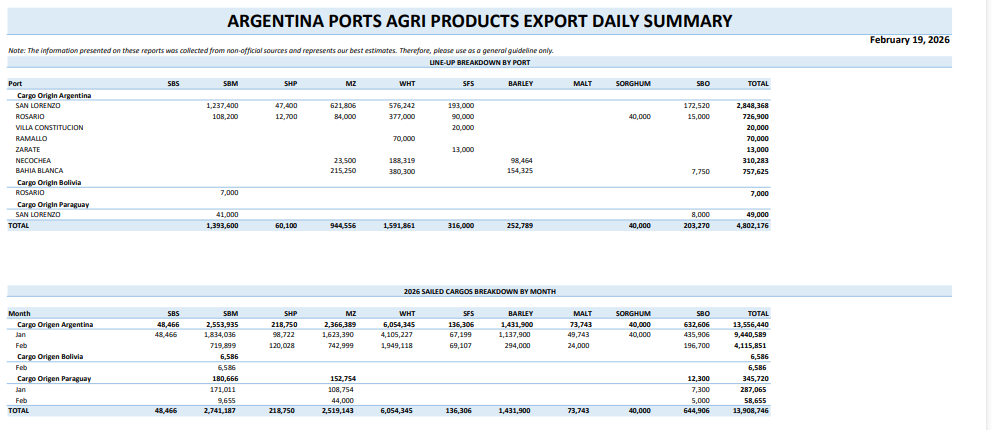 ARGENTINA PORTS AGRI PRODUCTS EXPORT DAILY SUMMARY
February 19, 2026
Note: The information presented on these reports was collected from non-official sources and represents our best estimates. Therefore, please use as a general guideline only.
LINE-UP BREAKDOWN BY PORT
Port SBS SBM SHP MZ WHT SFS BARLEY MALT SORGHUM SBO TOTAL
Cargo Origin Argentina
SAN LORENZO 1,237,400 47,400 621,806 576,242 193,000 172,520 2,848,368
ROSARIO 108,200 12,700 84,000 377,000 90,000 40,000 15,000 726,900
VILLA CONSTITUCION 20,000 20,000
RAMALLO 70,000 70,000
ZARATE 13,000 13,000
NECOCHEA 23,500 188,319 98,464 310,283
BAHIA BLANCA 215,250 380,300 154,325 7,750 757,625
Cargo Origin Bolivia
ROSARIO 7,000 7,000
Cargo Origin Paraguay
SAN LORENZO 41,000 8,000 49,000
TOTAL 1,393,600 60,100 944,556 1,591,861 316,000 252,789 40,000 203,270 4,802,176
2026 SAILED CARGOS BREAKDOWN BY MONTH
Month SBS SBM SHP MZ WHT SFS BARLEY MALT SORGHUM SBO TOTAL
Cargo Origen Argentina 48,466 2,553,935 218,750 2,366,389 6,054,345 136,306 1,431,900 73,743 40,000 632,606 13,556,440
Jan 48,466 1,834,036 98,722 1,623,390 4,105,227 67,199 1,137,900 49,743 40,000 435,906 9,440,589
Feb 719,899 120,028 742,999 1,949,118 69,107 294,000 24,000 196,700 4,115,851
Cargo Origen Bolivia 6,586 6,586
Feb 6,586 6,586
Cargo Origen Paraguay 180,666 152,754 12,300 345,720
Jan 171,011 108,754 7,300 287,065
Feb 9,655 44,000 5,000 58,655
TOTAL 48,466 2,741,187 218,750 2,519,143 6,054,345 136,306 1,431,900 73,743 40,000 644,906 13,908,746